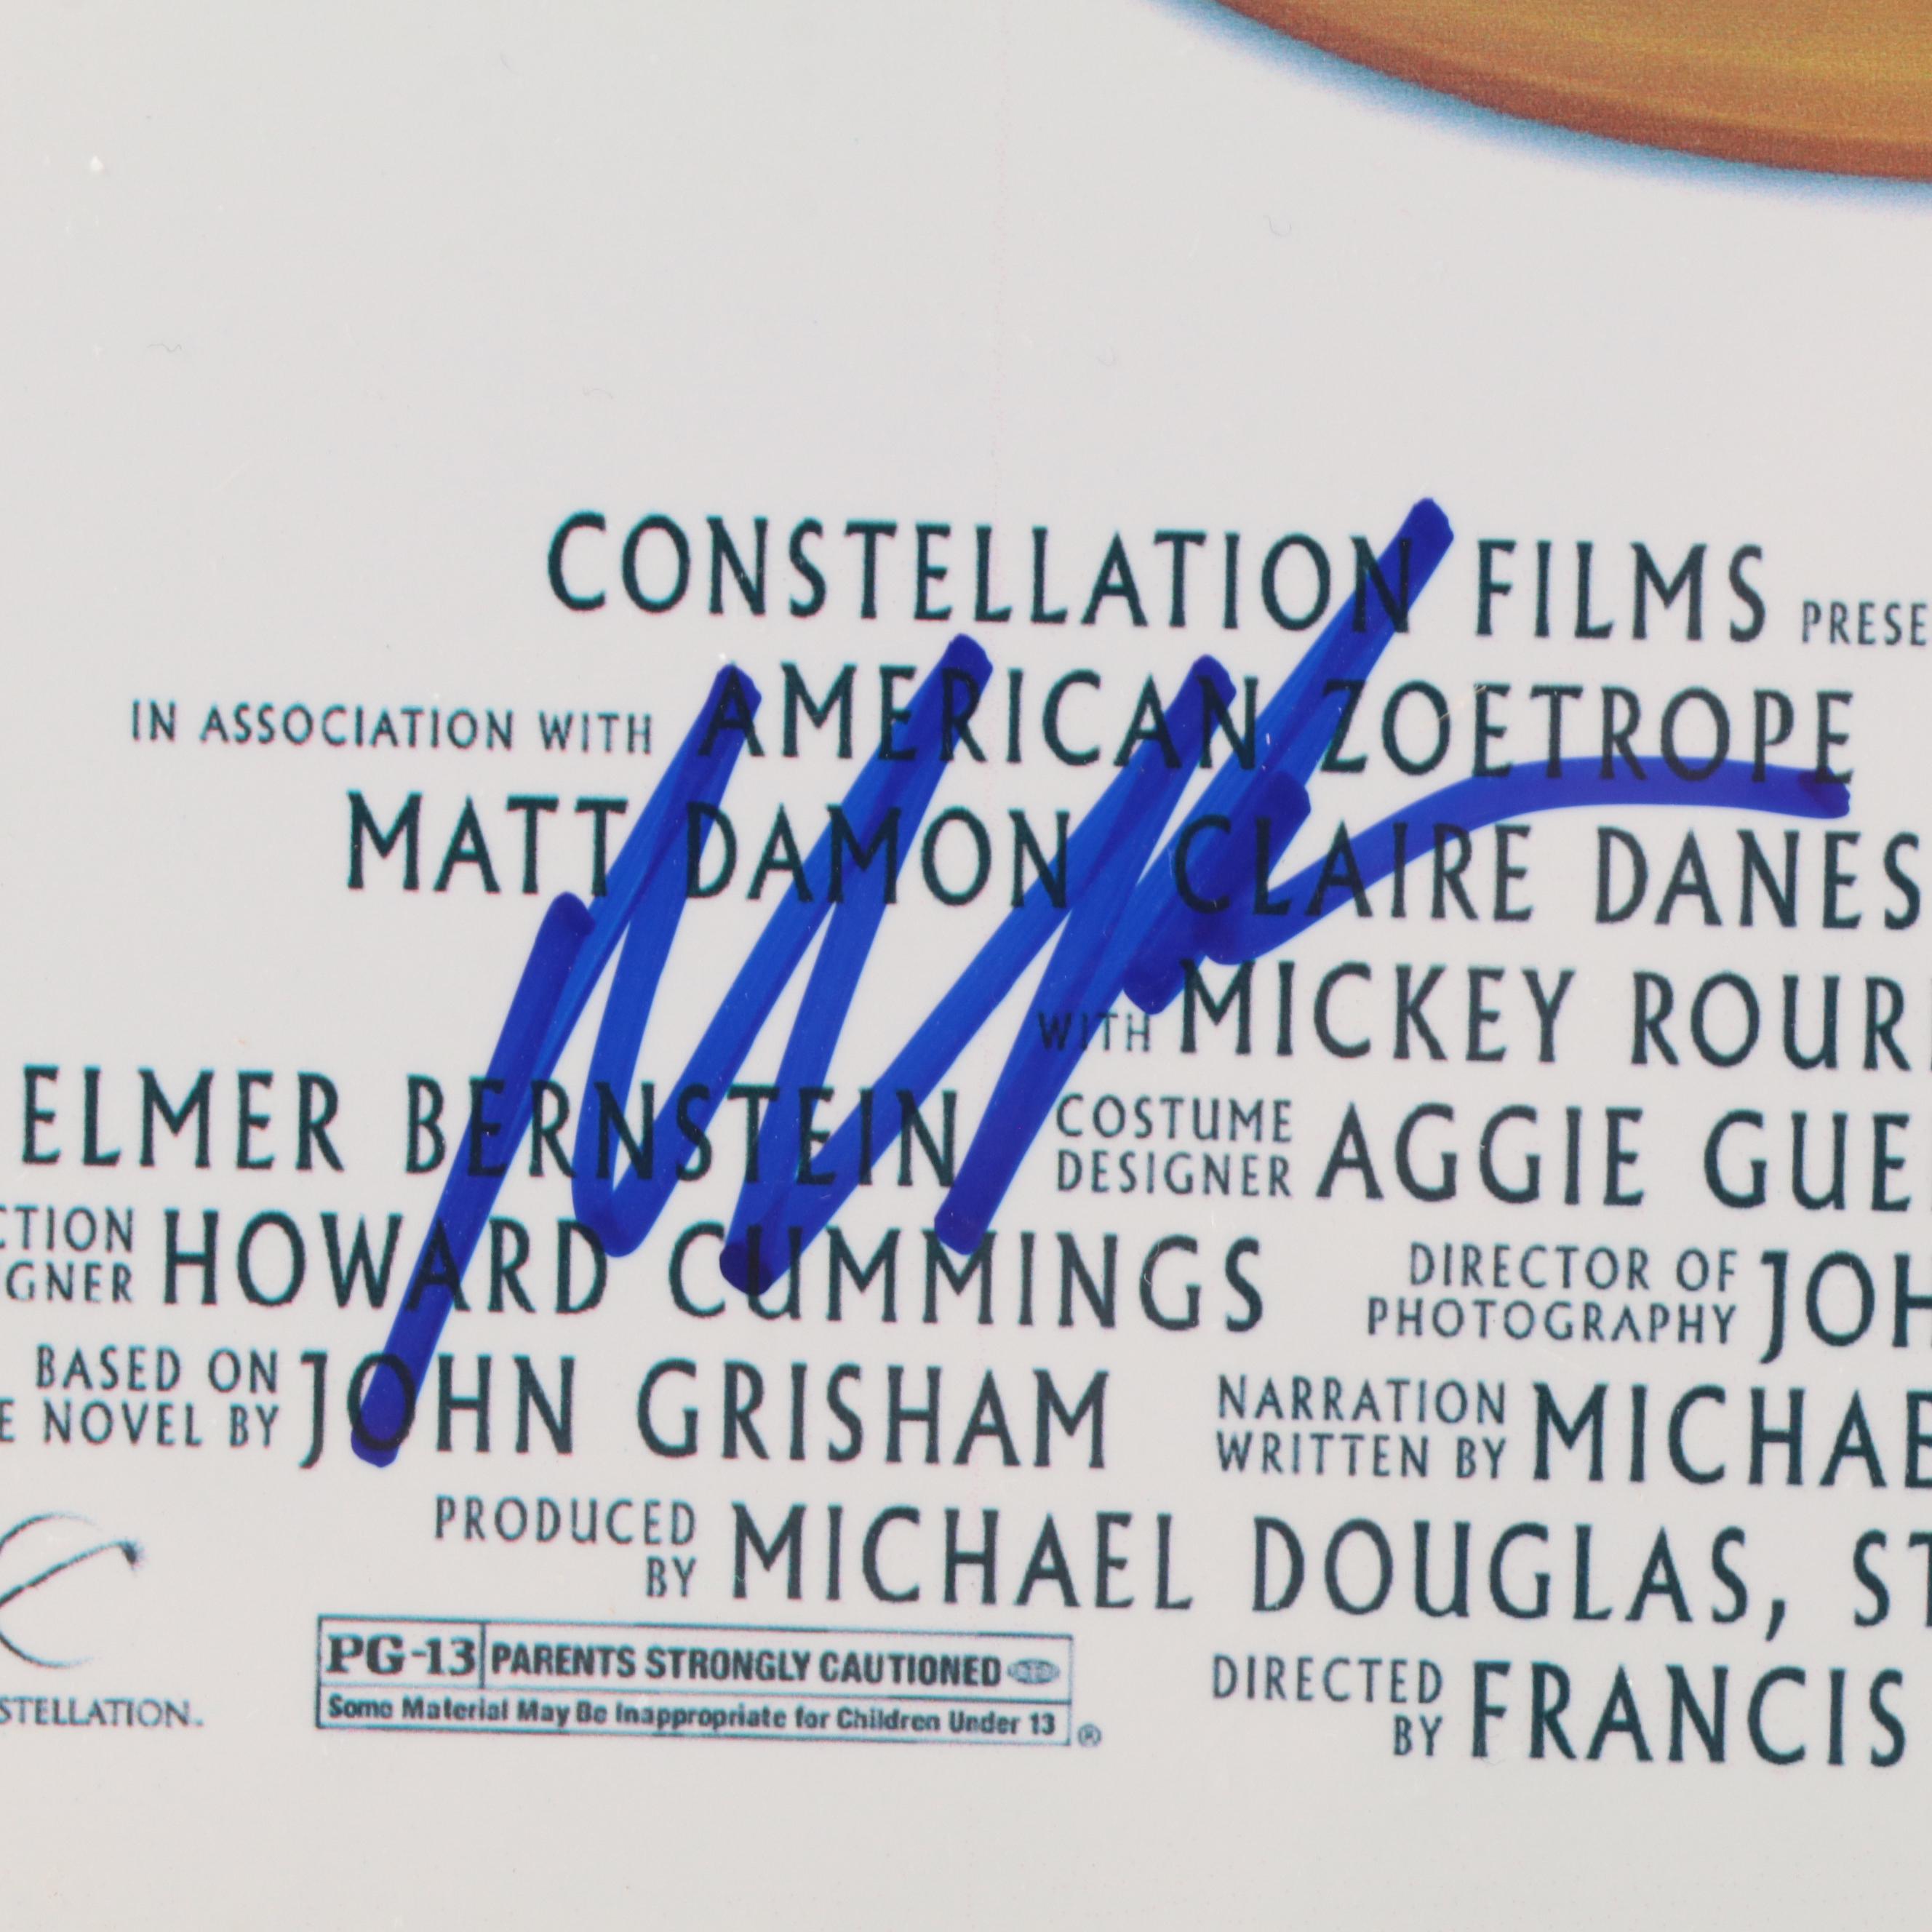 CONSTELLATION FILMS PRESE
IN ASSOCIATION WITH AMERICAN ZOETROPE
MATT DAMON CLAIRE DANES
WITH MICKEY ROUR
ELMER BERNSTEIN COSTUME DESIGNER AGGIE GUE
CTION GNER HOWARD CUMMINGS DIRECTOR OF PHOTOGRAPHY JOH
BASED ON E NOVEL BY JOHN GRISHAM NARRATION WRITTEN BY MICHAE
PRODUCED BY MICHAEL DOUGLAS, ST
PG-13 PARENTS STRONGLY CAUTIONED
Some Material May Be Inappropriate for Children Under 13 ®
DIRECTED BY FRANCIS
STELLATION.